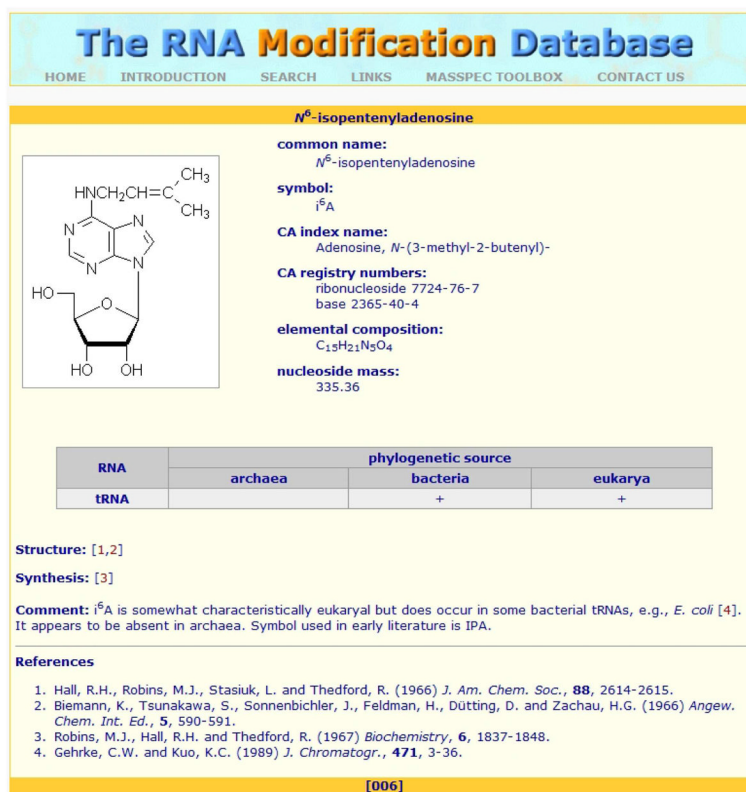 The RNA Modification Database
HOME INTRODUCTION SEARCH LINKS MASSPEC TOOLBOX CONTACT US
N⁶-isopentenyladenosine
common name:
N⁶-isopentenyladenosine
symbol:
i⁶A
CA index name:
Adenosine, N-(3-methyl-2-butenyl)-
CA registry numbers:
ribonucleoside 7724-76-7
base 2365-40-4
elemental composition:
C₁₅H₂₁N₅O₄
nucleoside mass:
335.36
CH₃
HNCH₂CH=C
CH₃
N
N
N
N
HO
O
HO OH
RNA phylogenetic source
archaea bacteria eukarya
tRNA + +
Structure: [1,2]
Synthesis: [3]
Comment: i⁶A is somewhat characteristically eukaryal but does occur in some bacterial tRNAs, e.g., E. coli [4].
It appears to be absent in archaea. Symbol used in early literature is IPA.
References
1. Hall, R.H., Robins, M.J., Stasiuk, L. and Thedford, R. (1966) J. Am. Chem. Soc., 88, 2614-2615.
2. Biemann, K., Tsunakawa, S., Sonnenbichler, J., Feldman, H., Dütting, D. and Zachau, H.G. (1966) Angew.
Chem. Int. Ed., 5, 590-591.
3. Robins, M.J., Hall, R.H. and Thedford, R. (1967) Biochemistry, 6, 1837-1848.
4. Gehrke, C.W. and Kuo, K.C. (1989) J. Chromatogr., 471, 3-36.
[006]